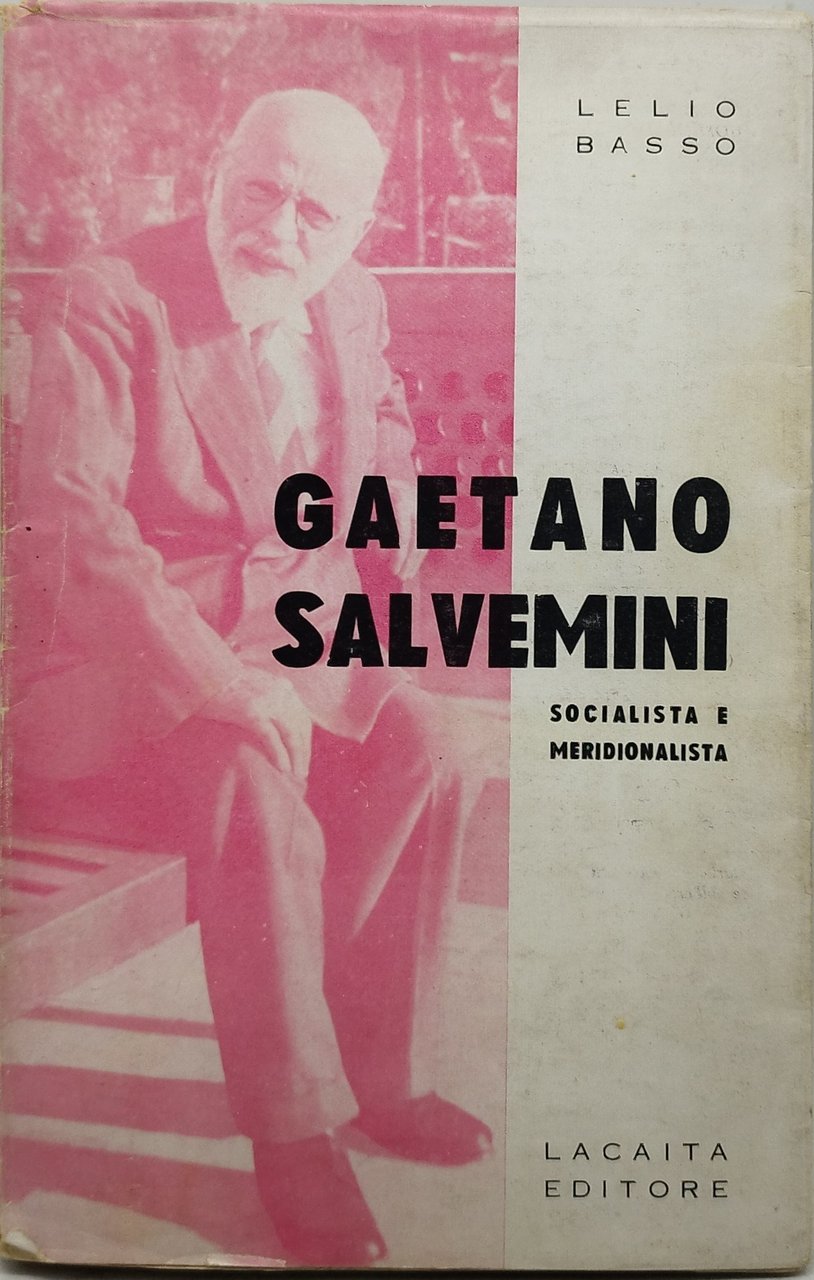 LELIO
BASSO
GAETANO
SALVEMINI
SOCIALISTA E
MERIDIONALISTA
LACAITA
EDITORE